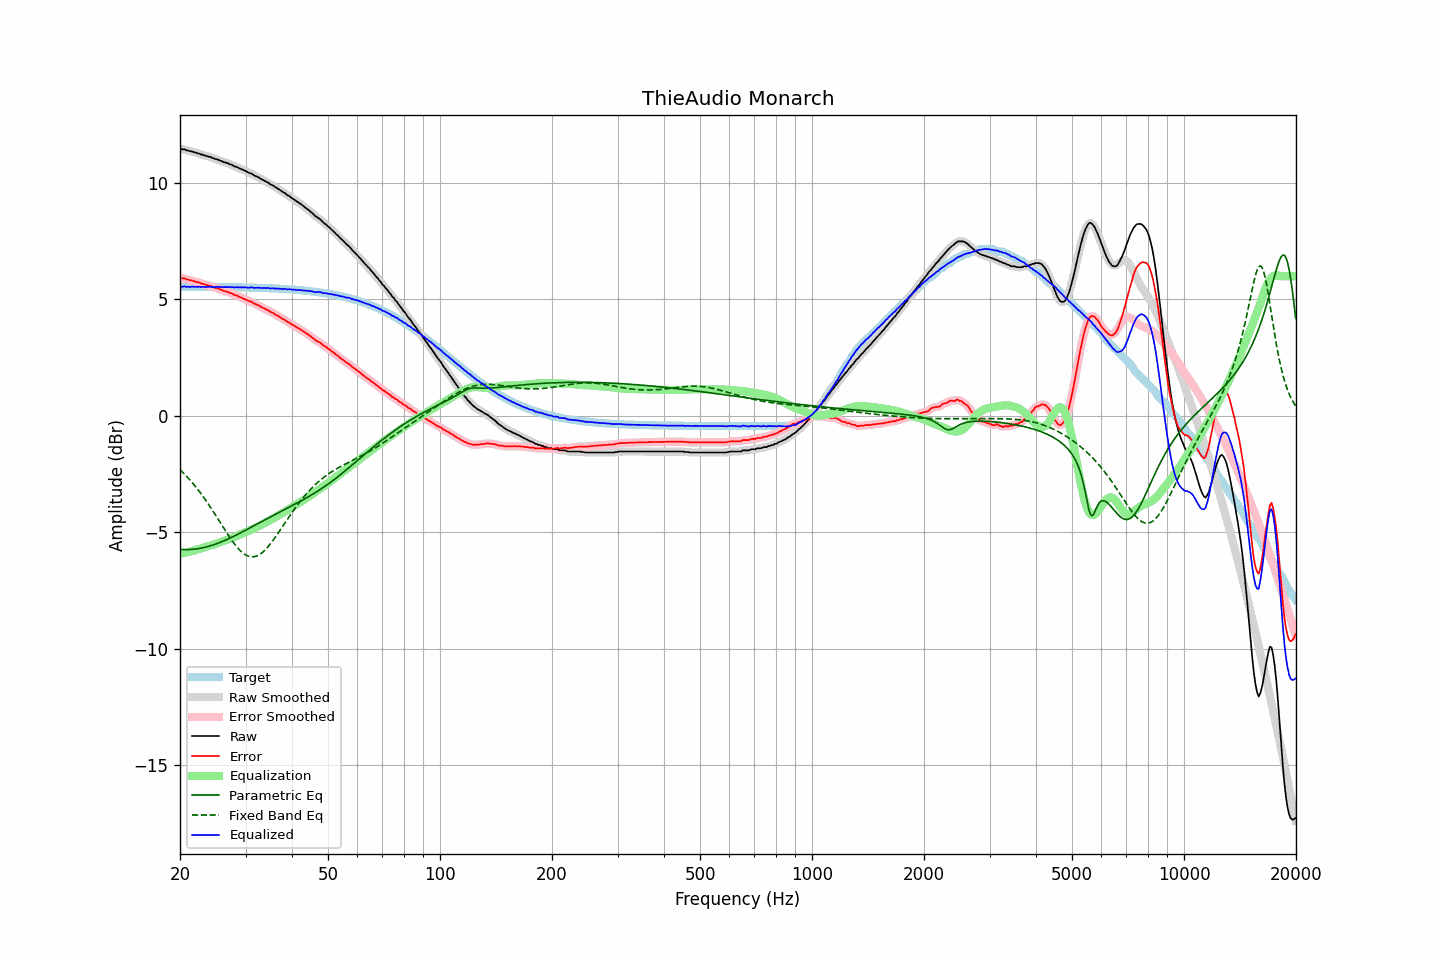 ThieAudio Monarch
10
5
0
−5
−10
−15
Amplitude (dBr)
Target
Raw Smoothed
Error Smoothed
Raw
Error
Equalization
Parametric Eq
Fixed Band Eq
Equalized
20 50 100 200 500 1000 2000 5000 10000 20000
Frequency (Hz)